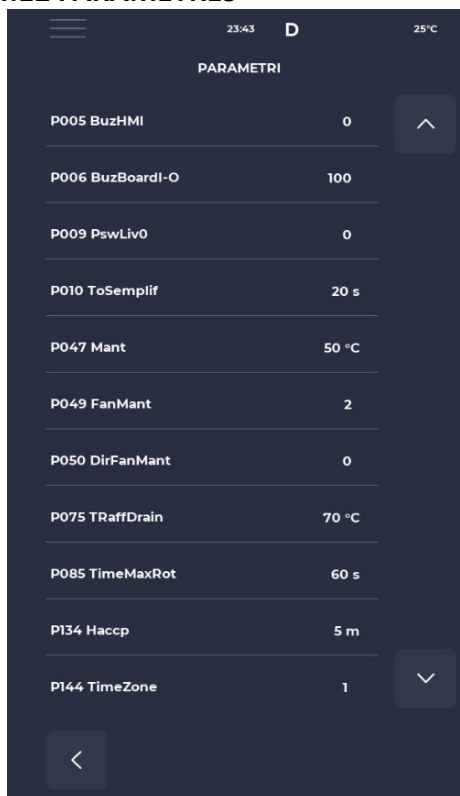 23:43 D 25°C
PARAMETRI
P005 BuzHMI 0
P006 BuzBoardI-O 100
P009 PswLiv0 0
P010 ToSemplif 20 s
P047 Mant 50 °C
P049 FanMant 2
P050 DirFanMant 0
P075 TRaffDrain 70 °C
P085 TimeMaxRot 60 s
P134 Haccp 5 m
P144 TimeZone 1